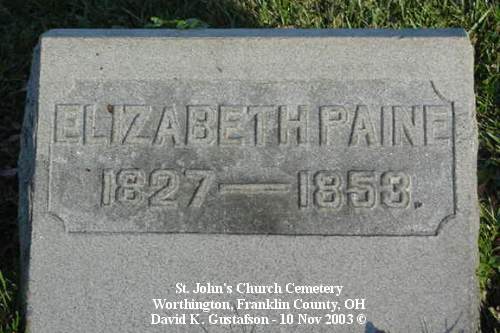 ELIZABETH PAINE
1827 — 1853.
St. John's Church Cemetery
Worthington, Franklin County, OH
David K. Gustafson - 10 Nov 2003 ©